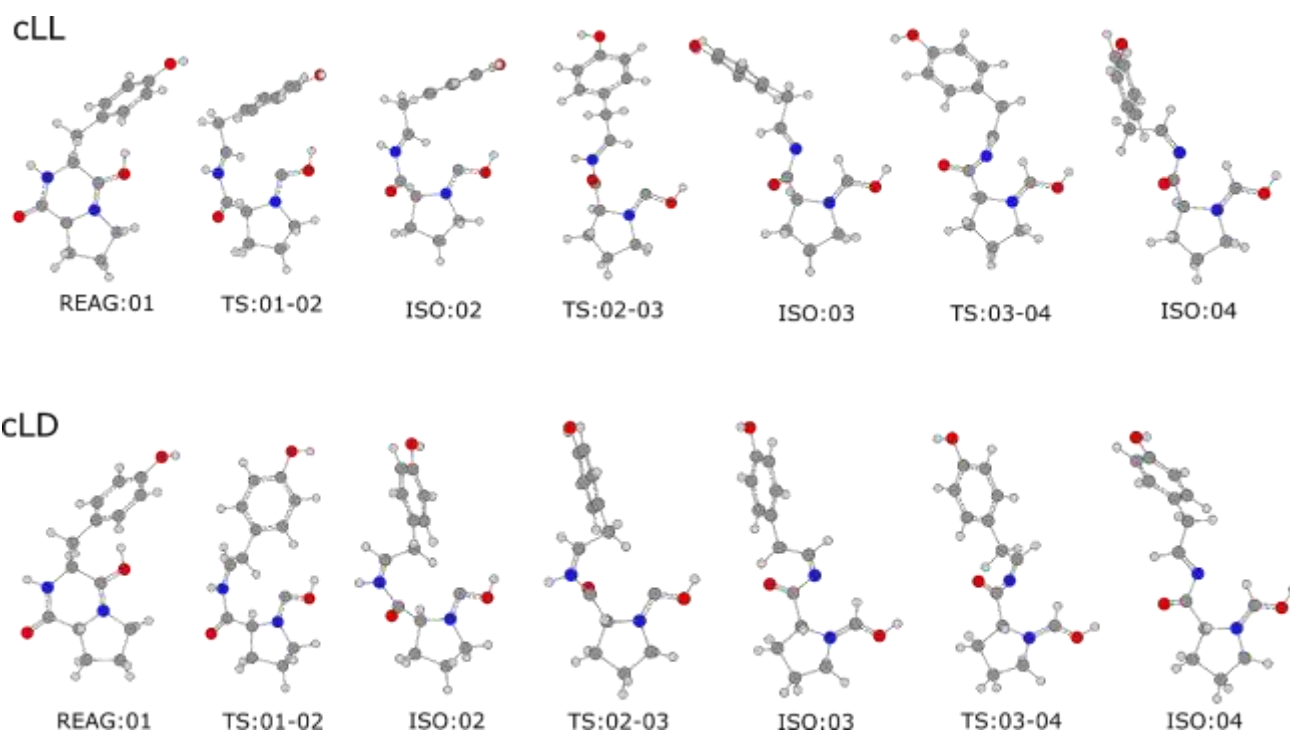 cLL
REAG:01 TS:01-02 ISO:02 TS:02-03 ISO:03 TS:03-04 ISO:04
cLD
REAG:01 TS:01-02 ISO:02 TS:02-03 ISO:03 TS:03-04 ISO:04